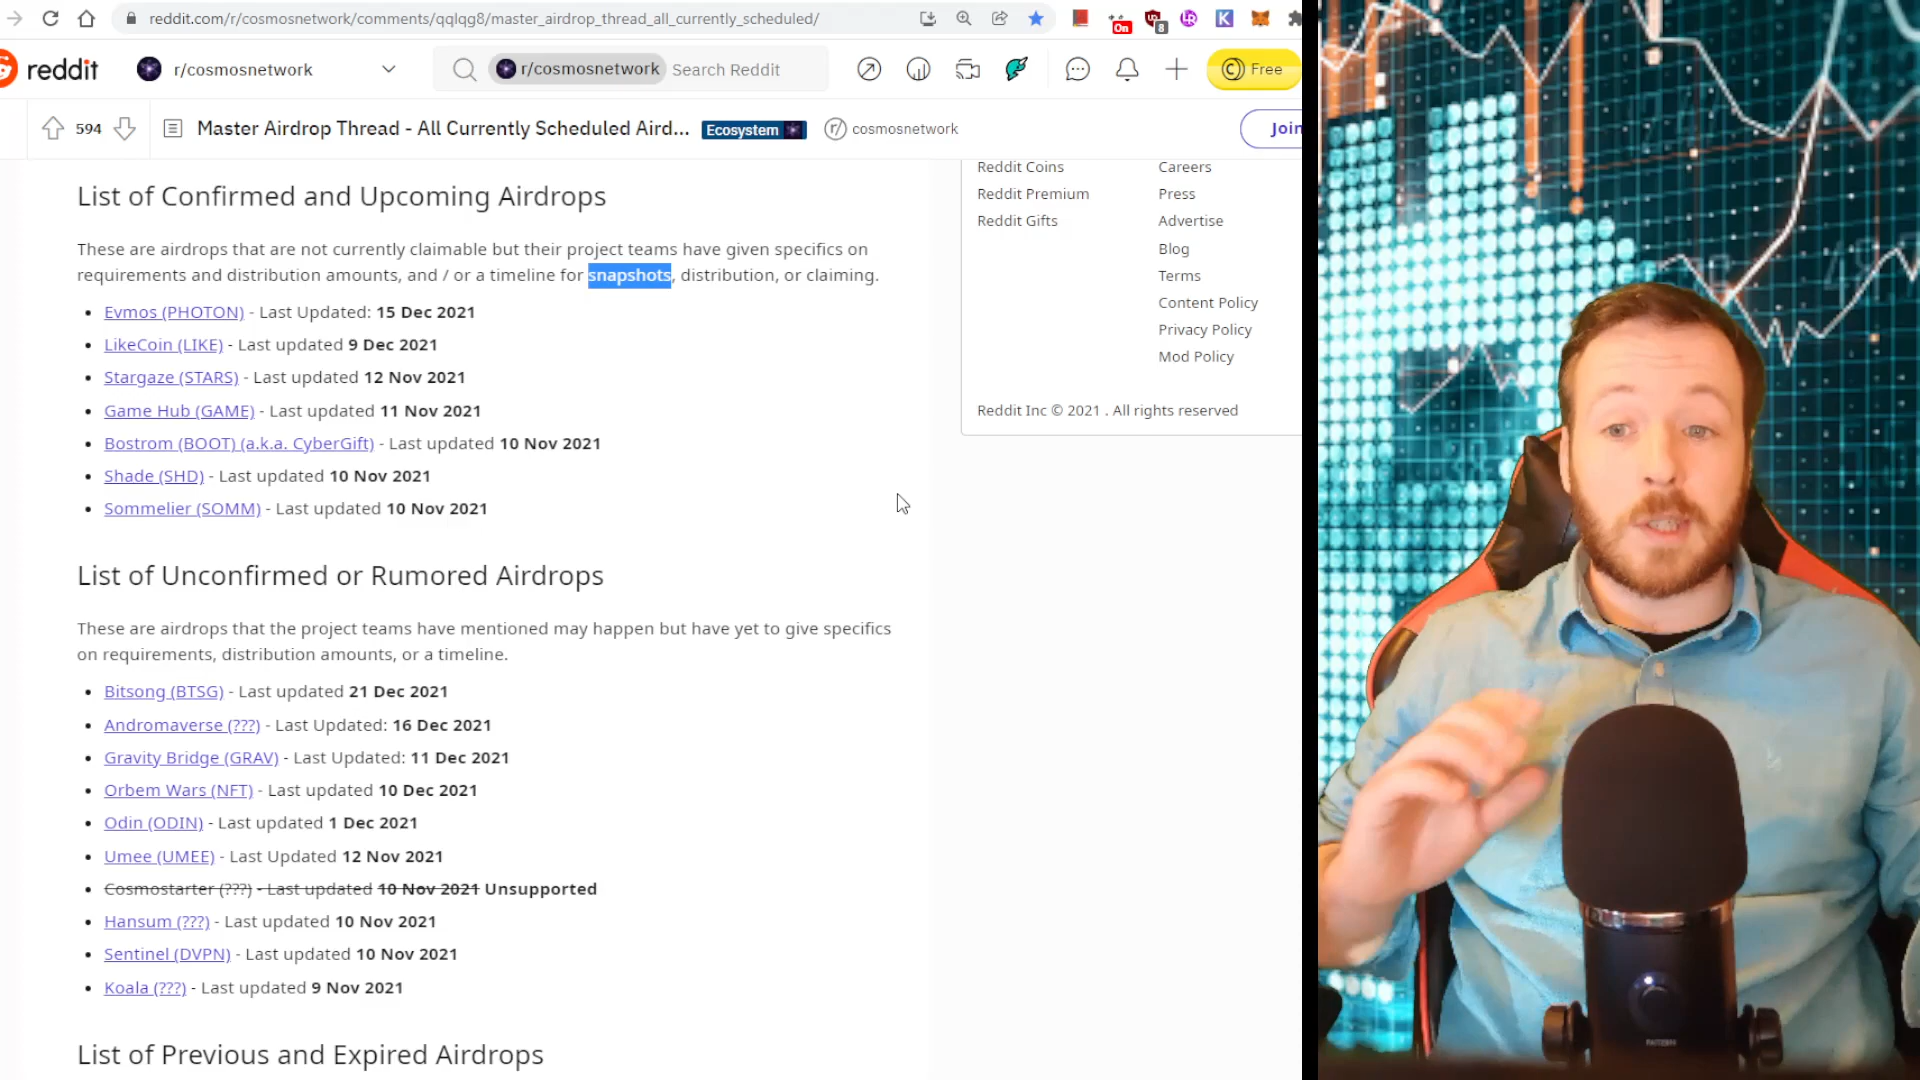 reddit.com/r/cosmosnetwork/comments/qqlqg8/master_airdrop_thread_all_currently_scheduled/
On
8
LR
K
reddit
r/cosmosnetwork
r/cosmosnetwork Search Reddit
Free
594
Master Airdrop Thread - All Currently Scheduled Aird...
Ecosystem
r/ cosmosnetwork
Join
List of Confirmed and Upcoming Airdrops
These are airdrops that are not currently claimable but their project teams have given specifics on
requirements and distribution amounts, and / or a timeline for snapshots, distribution, or claiming.
Evmos (PHOTON) - Last Updated: 15 Dec 2021
LikeCoin (LIKE) - Last updated 9 Dec 2021
Stargaze (STARS) - Last updated 12 Nov 2021
Game Hub (GAME) - Last updated 11 Nov 2021
Bostrom (BOOT) (a.k.a. CyberGift) - Last updated 10 Nov 2021
Shade (SHD) - Last updated 10 Nov 2021
Sommelier (SOMM) - Last updated 10 Nov 2021
List of Unconfirmed or Rumored Airdrops
These are airdrops that the project teams have mentioned may happen but have yet to give specifics
on requirements, distribution amounts, or a timeline.
Bitsong (BTSG) - Last updated 21 Dec 2021
Andromaverse (???) - Last Updated: 16 Dec 2021
Gravity Bridge (GRAV) - Last Updated: 11 Dec 2021
Orbem Wars (NFT) - Last updated 10 Dec 2021
Odin (ODIN) - Last updated 1 Dec 2021
Umee (UMEE) - Last Updated 12 Nov 2021
Cosmostarter (???) - Last updated 10 Nov 2021 Unsupported
Hansum (???) - Last updated 10 Nov 2021
Sentinel (DVPN) - Last updated 10 Nov 2021
Koala (???) - Last updated 9 Nov 2021
List of Previous and Expired Airdrops
Reddit Coins
Reddit Premium
Reddit Gifts
Careers
Press
Advertise
Blog
Terms
Content Policy
Privacy Policy
Mod Policy
Reddit Inc © 2021 . All rights reserved